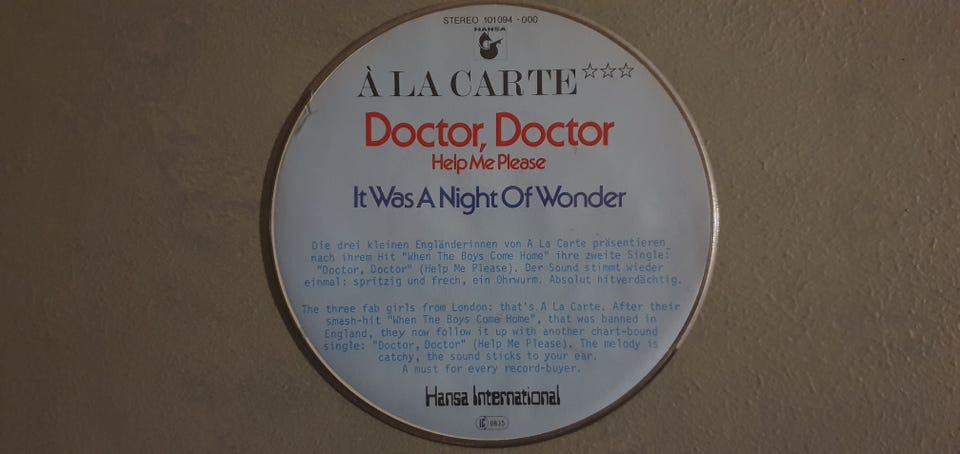 STEREO 101094 - 000
HANSA
À LA CARTE ☆☆☆
Doctor, Doctor
Help Me Please
It Was A Night Of Wonder
Die drei kleinen Engländerinnen von A La Carte präsentieren
nach ihrem Hit "When The Boys Come Home" ihre zweite Single:
"Doctor, Doctor" (Help Me Please). Der Sound stimmt wieder
einmal: spritzig und frech, ein Ohrwurm. Absolut hitverdächtig.
The three fab girls from London: that's A La Carte. After their
smash-hit "When The Boys Come Home", that was banned in
England, they now follow it up with another chart-bound
single: "Doctor, Doctor" (Help Me Please). The melody is
catchy, the sound sticks to your ear.
A must for every record-buyer.
Hansa International